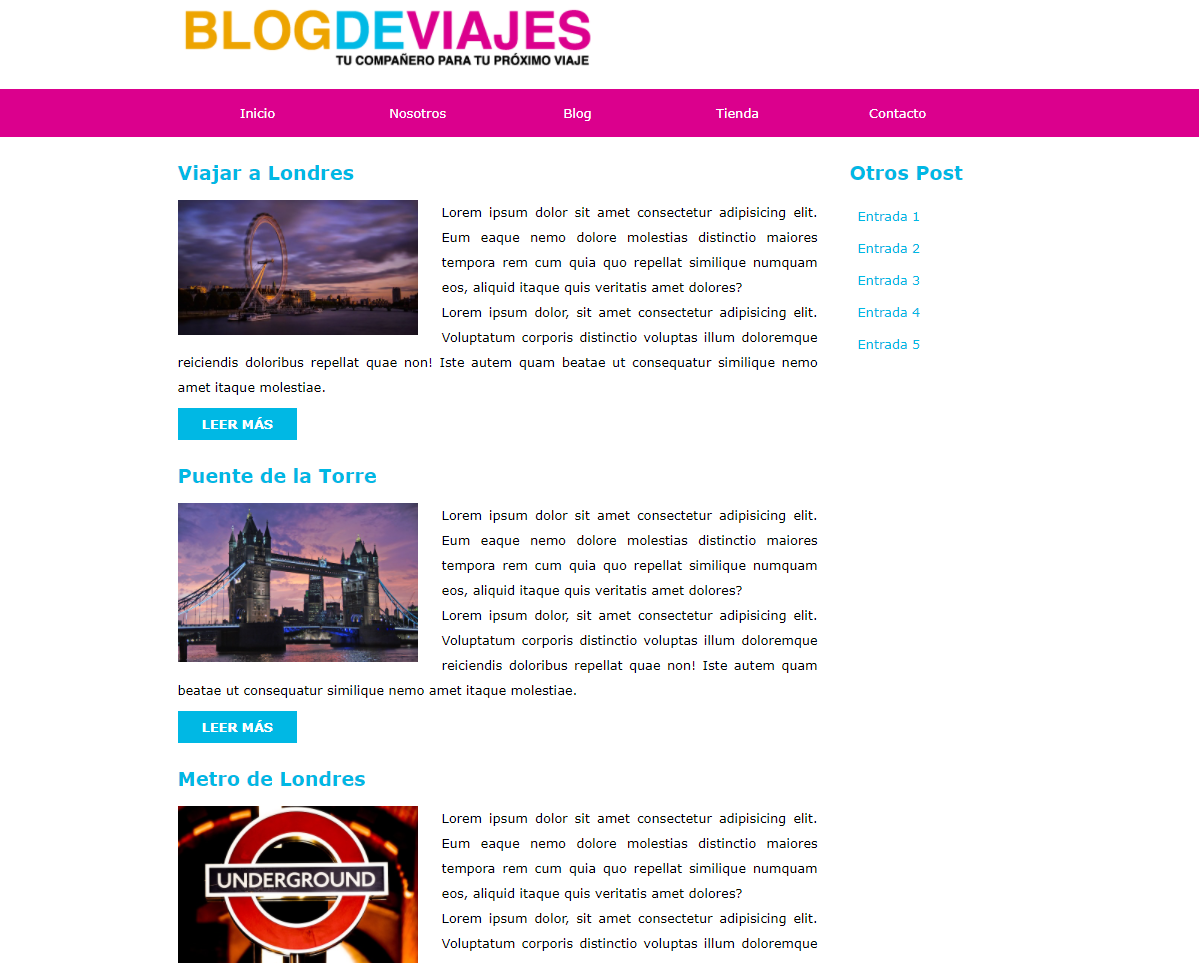 BLOGDEVIAJES
TU COMPAÑERO PARA TU PRÓXIMO VIAJE
Inicio Nosotros Blog Tienda Contacto
Viajar a Londres
Lorem ipsum dolor sit amet consectetur adipisicing elit.
Eum eaque nemo dolore molestias distinctio maiores
tempora rem cum quia quo repellat similique numquam
eos, aliquid itaque quis veritatis amet dolores?
Lorem ipsum dolor, sit amet consectetur adipisicing elit.
Voluptatum corporis distinctio voluptas illum doloremque
reiciendis doloribus repellat quae non! Iste autem quam beatae ut consequatur similique nemo
amet itaque molestiae.
LEER MÁS
Puente de la Torre
Lorem ipsum dolor sit amet consectetur adipisicing elit.
Eum eaque nemo dolore molestias distinctio maiores
tempora rem cum quia quo repellat similique numquam
eos, aliquid itaque quis veritatis amet dolores?
Lorem ipsum dolor, sit amet consectetur adipisicing elit.
Voluptatum corporis distinctio voluptas illum doloremque
reiciendis doloribus repellat quae non! Iste autem quam
beatae ut consequatur similique nemo amet itaque molestiae.
LEER MÁS
Metro de Londres
UNDERGROUND
Lorem ipsum dolor sit amet consectetur adipisicing elit.
Eum eaque nemo dolore molestias distinctio maiores
tempora rem cum quia quo repellat similique numquam
eos, aliquid itaque quis veritatis amet dolores?
Lorem ipsum dolor, sit amet consectetur adipisicing elit.
Voluptatum corporis distinctio voluptas illum doloremque
Otros Post
Entrada 1
Entrada 2
Entrada 3
Entrada 4
Entrada 5